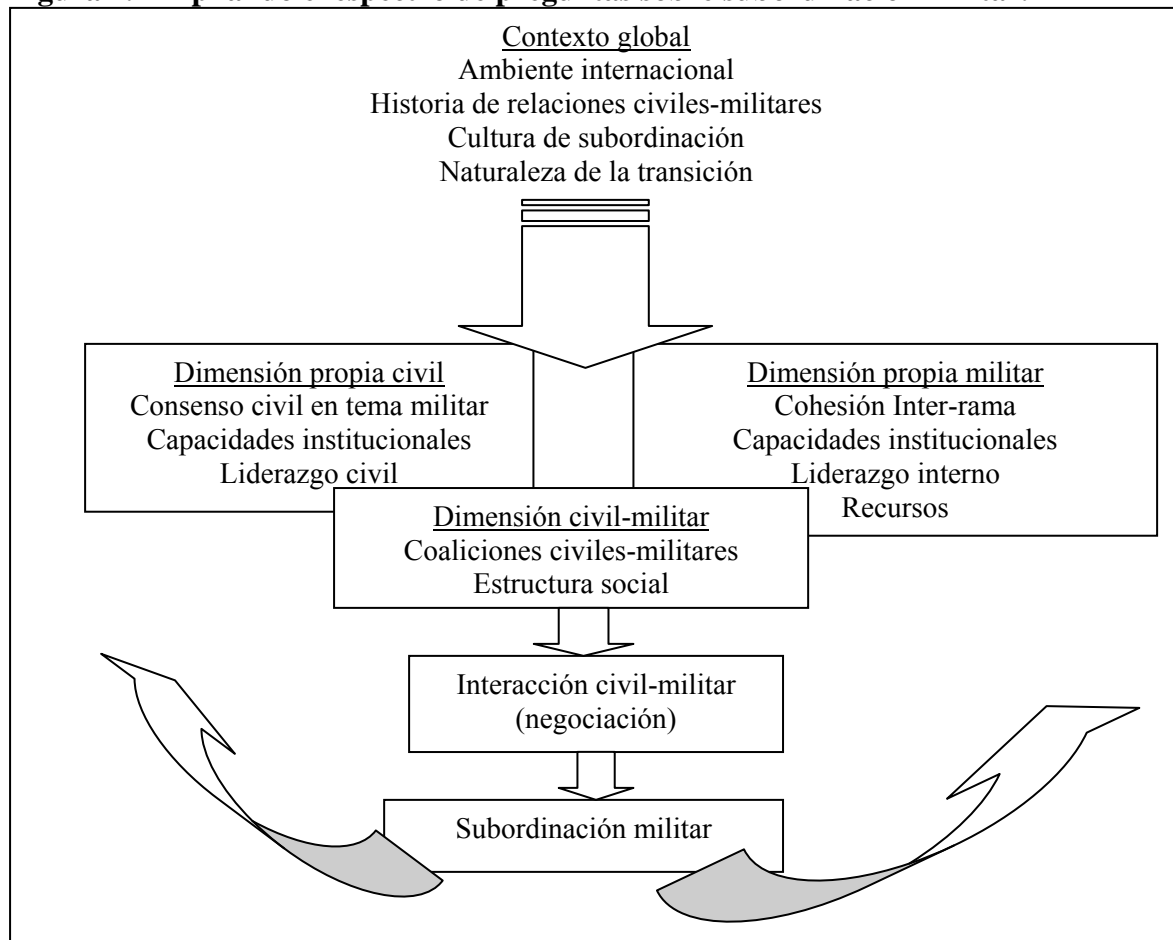 Contexto global
Ambiente internacional
Historia de relaciones civiles-militares
Cultura de subordinación
Naturaleza de la transición
Dimensión propia civil
Consenso civil en tema militar
Capacidades institucionales
Liderazgo civil
Dimensión propia militar
Cohesión Inter-rama
Capacidades institucionales
Liderazgo interno
Recursos
Dimensión civil-militar
Coaliciones civiles-militares
Estructura social
Interacción civil-militar
(negociación)
Subordinación militar